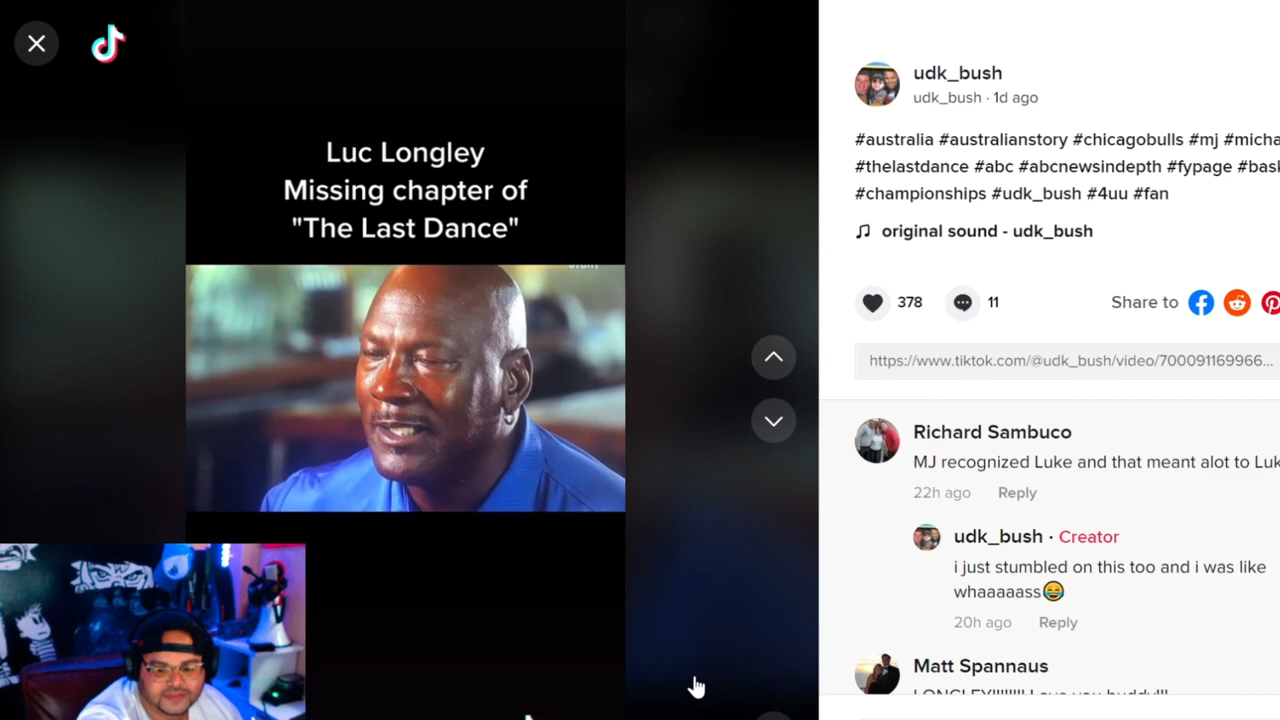 Luc Longley
Missing chapter of
"The Last Dance"
udk_bush
udk_bush · 1d ago
#australia #australianstory #chicagobulls #mj #micha
#thelastdance #abc #abcnewsindepth #fypage #bask
#championships #udk_bush #4uu #fan
original sound - udk_bush
378
11
Share to
https://www.tiktok.com/@udk_bush/video/700091169966...
Richard Sambuco
MJ recognized Luke and that meant alot to Luk
22h ago Reply
udk_bush · Creator
i just stumbled on this too and i was like
whaaaaass😂
20h ago Reply
Matt Spannaus